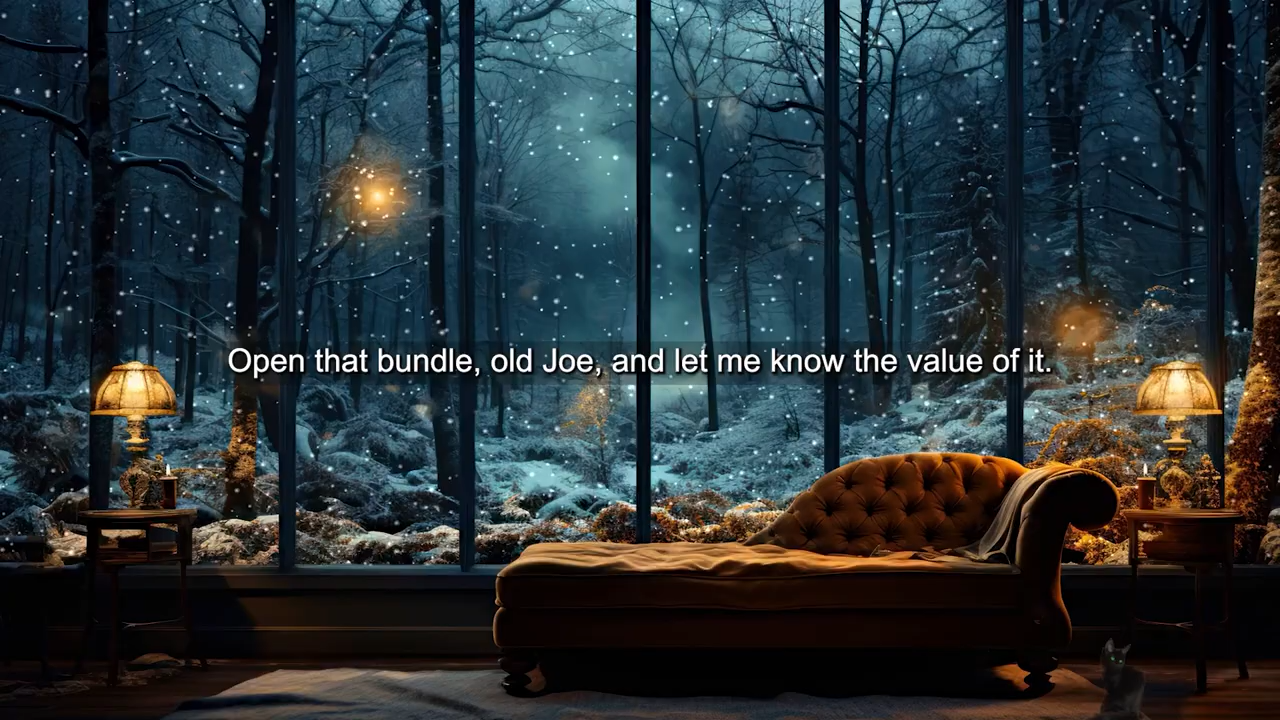 Open that bundle, old Joe, and let me know the value of it.